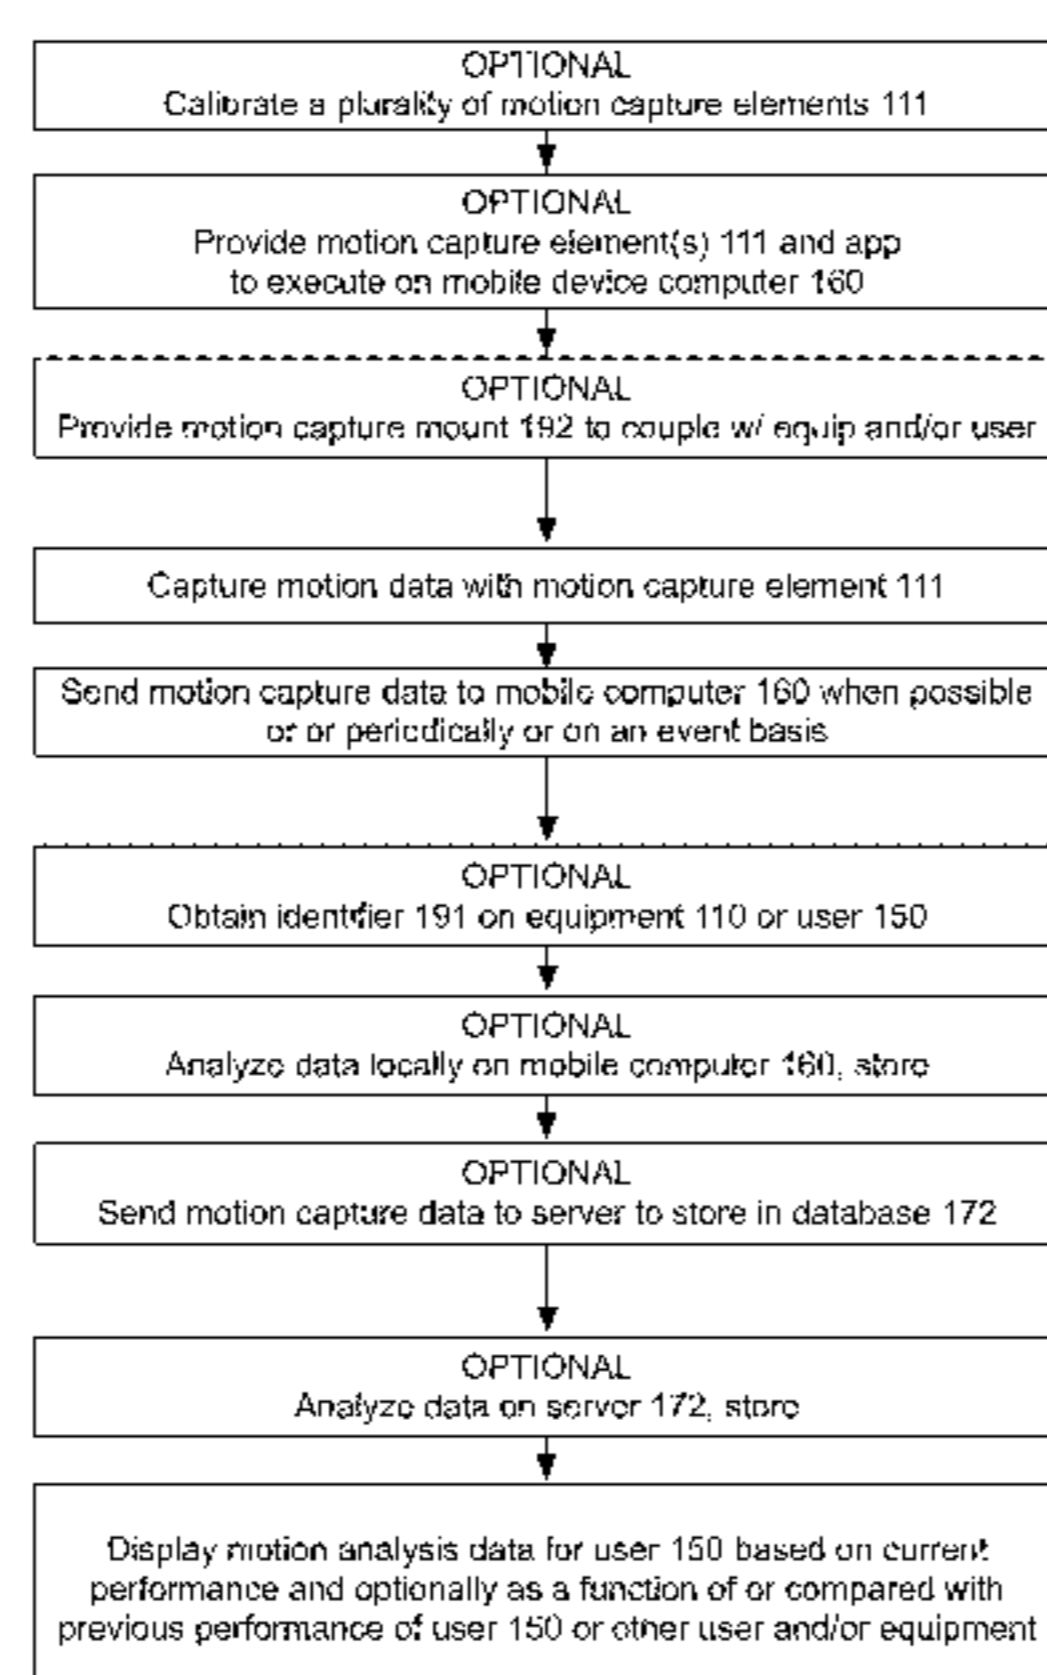 OPTIONAL
Calibrate a plurality of motion capture elements 111
OPTIONAL
Provide motion capture element(s) 111 and app
to execute on mobile device computer 160
OPTIONAL
Provide motion capture mount 192 to couple w/ equip and/or user
Capture motion data with motion capture element 111
Send motion capture data to mobile computer 160 when possible
or or periodically or on an event basis
OPTIONAL
Obtain identifier 191 on equipment 110 or user 150
OPTIONAL
Analyze data locally on mobile computer 160, store
OPTIONAL
Send motion capture data to server to store in database 172
OPTIONAL
Analyze data on server 172, store
Display motion analysis data for user 150 based on current
performance and optionally as a function of or compared with
previous performance of user 150 or other user and/or equipment